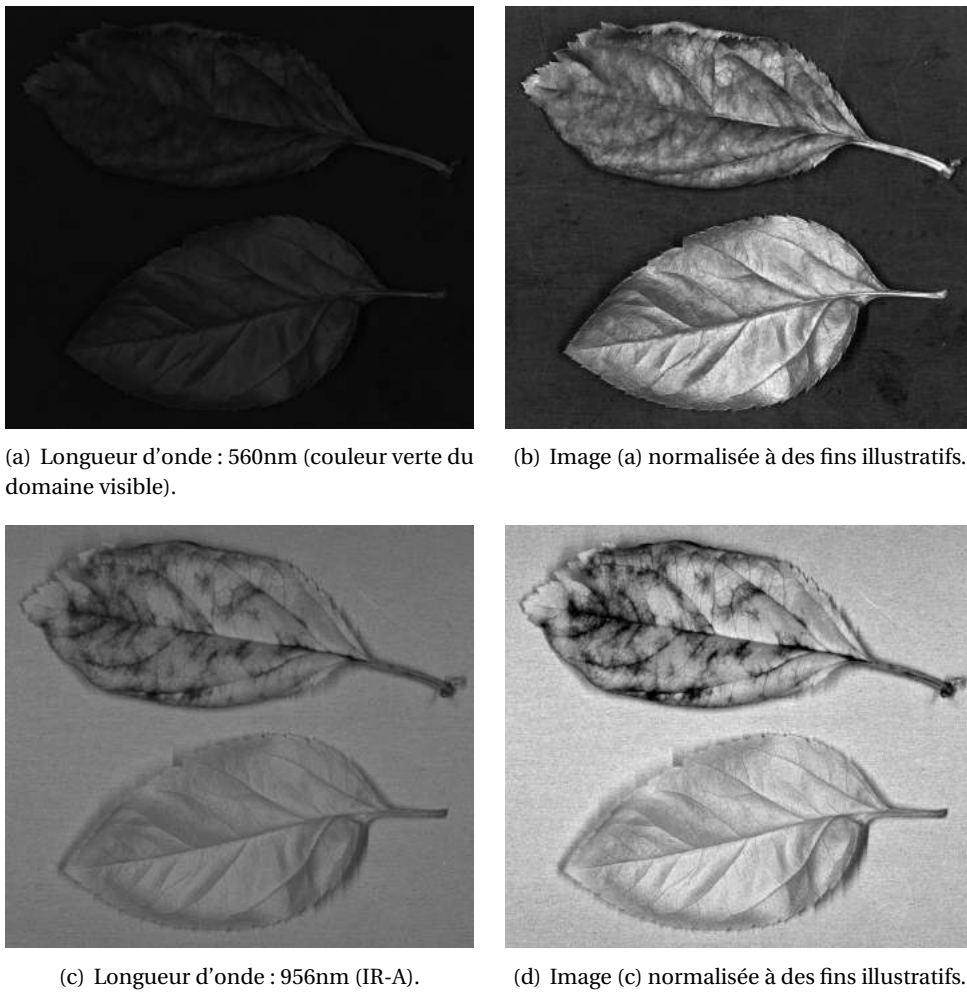 (a) Longueur d'onde : 560nm (couleur verte du
domaine visible).
(b) Image (a) normalisée à des fins illustratifs.
(c) Longueur d'onde : 956nm (IR-A).
(d) Image (c) normalisée à des fins illustratifs.